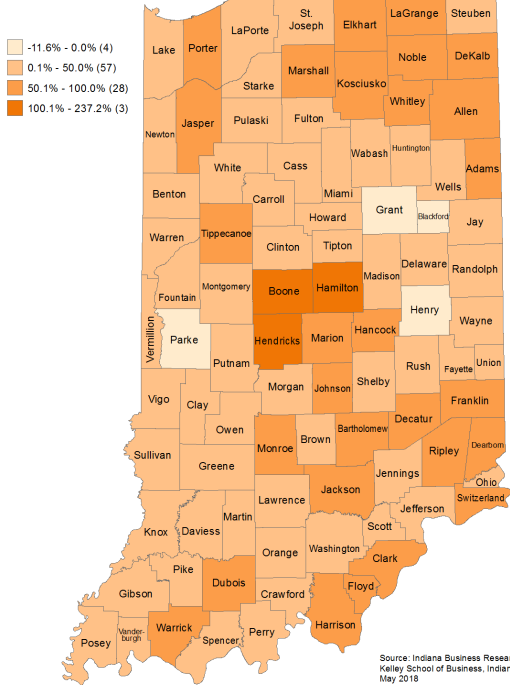 -11.6% - 0.0% (4)
0.1% - 50.0% (57)
50.1% - 100.0% (28)
100.1% - 237.2% (3)
Lake
Porter
LaPorte
St.
Joseph
Elkhart
LaGrange
Steuben
Noble
DeKalb
Marshall
Starke
Kosciusko
Whitley
Allen
Newton
Jasper
Pulaski
Fulton
Wabash
Huntington
White
Cass
Miami
Wells
Adams
Benton
Carroll
Howard
Grant
Blackford
Jay
Warren
Tippecanoe
Clinton
Tipton
Madison
Delaware
Randolph
Fountain
Montgomery
Boone
Hamilton
Henry
Wayne
Vermillion
Parke
Putnam
Hendricks
Marion
Hancock
Rush
Fayette
Union
Vigo
Clay
Owen
Morgan
Johnson
Shelby
Franklin
Decatur
Bartholomew
Sullivan
Greene
Monroe
Brown
Jennings
Ripley
Dearborn
Ohio
Switzerland
Jackson
Jefferson
Lawrence
Scott
Knox
Daviess
Martin
Orange
Washington
Clark
Pike
Dubois
Crawford
Floyd
Harrison
Gibson
Posey
Vander-
burgh
Warrick
Spencer
Perry
Source: Indiana Business Resear
Kelley School of Business, Indian
May 2018